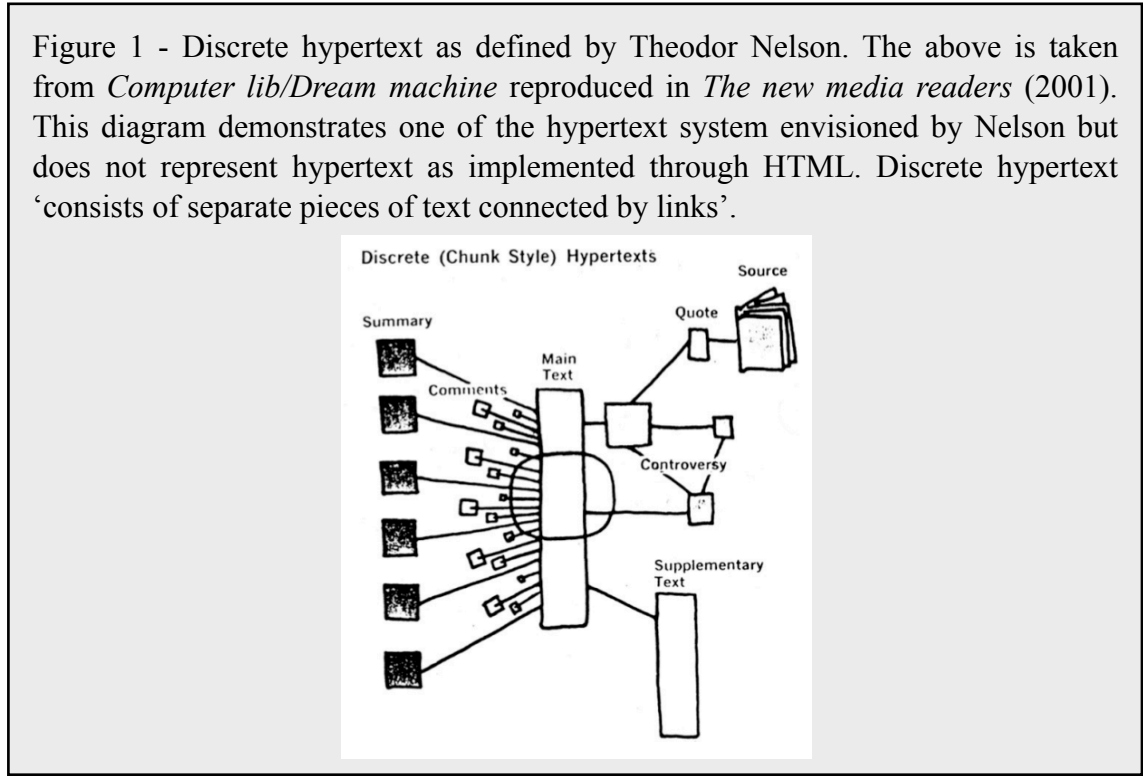 Figure 1 - Discrete hypertext as defined by Theodor Nelson. The above is taken
from Computer lib/Dream machine reproduced in The new media readers (2001).
This diagram demonstrates one of the hypertext system envisioned by Nelson but
does not represent hypertext as implemented through HTML. Discrete hypertext
‘consists of separate pieces of text connected by links’.
Discrete (Chunk Style) Hypertexts
Source
Quote
Summary
Main
Text
Comments
Controversy
Supplementary
Text